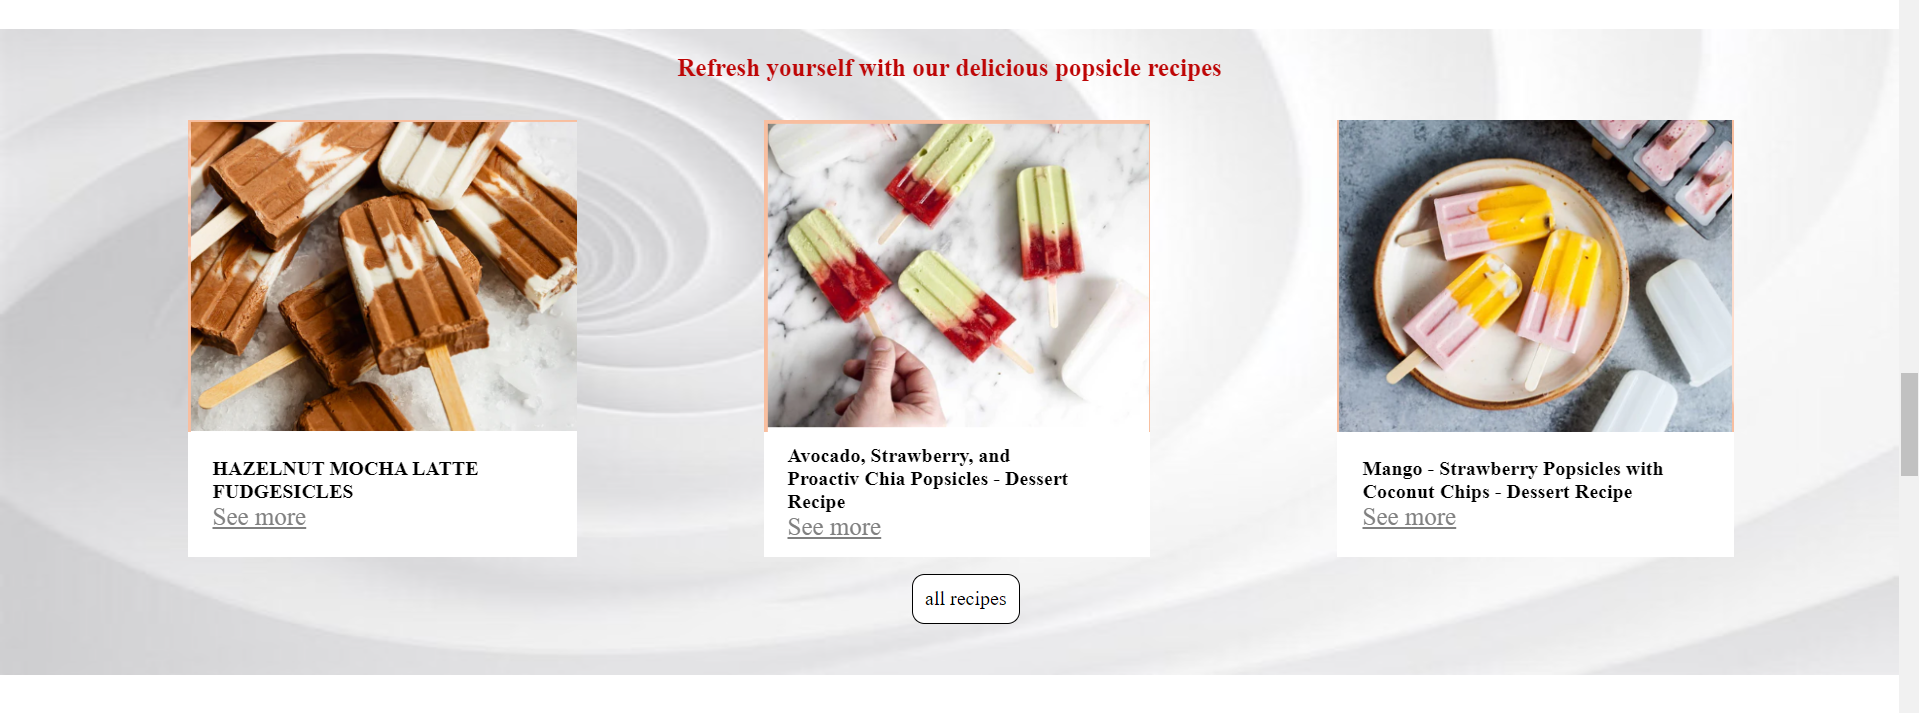 Refresh yourself with our delicious popsicle recipes
HAZELNUT MOCHA LATTE
FUDGESICLES
See more
Avocado, Strawberry, and
Proactiv Chia Popsicles - Dessert
Recipe
See more
Mango - Strawberry Popsicles with
Coconut Chips - Dessert Recipe
See more
all recipes